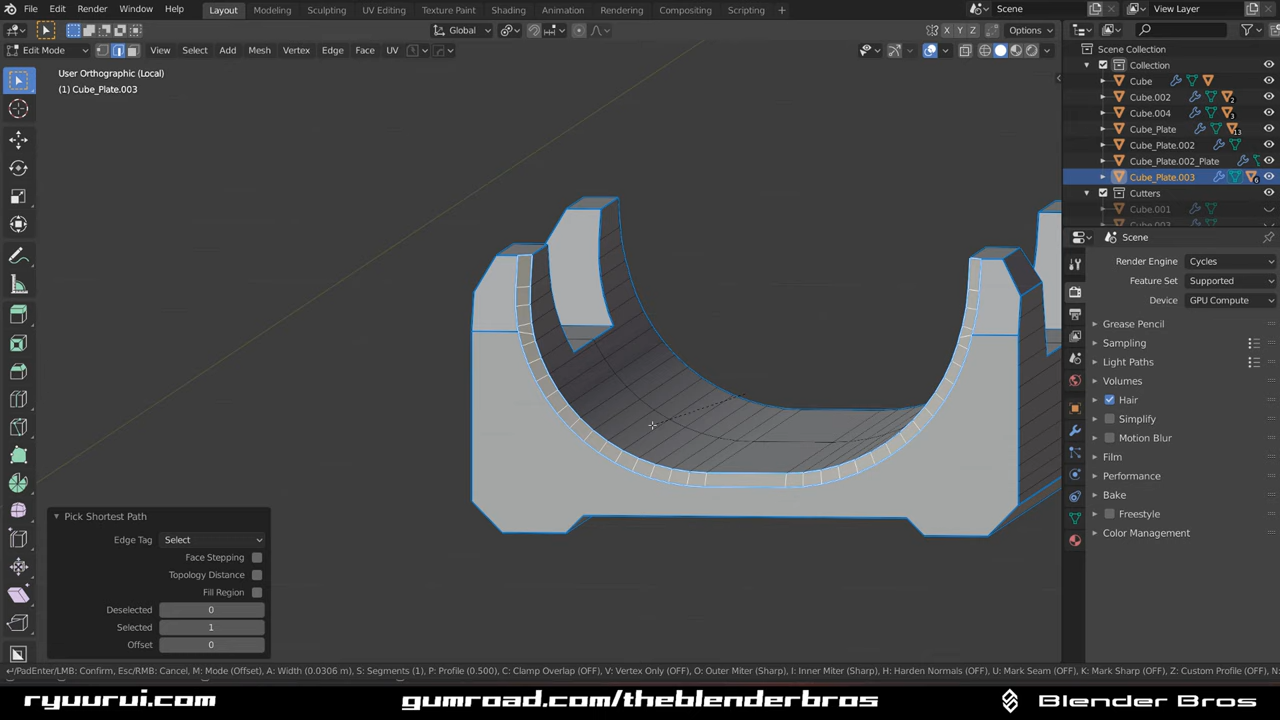 File Edit Render Window Help Layout Modeling Sculpting UV Editing Texture Paint Shading Animation Rendering Compositing Scripting Scene View Layer
Global X Y Z Options
Edit Mode View Select Add Mesh Vertex Edge Face UV
User Orthographic (Local)
(1) Cube_Plate.003
Scene Collection
Collection
Cube
Cube.002 2
Cube.004 3
Cube_Plate 13
Cube_Plate.002
Cube_Plate.002_Plate
Cube_Plate.003 6
Cutters
Cube.001
Scene
Render Engine Cycles
Feature Set Supported
Device GPU Compute
Grease Pencil
Sampling
Light Paths
Volumes
Hair
Simplify
Motion Blur
Film
Performance
Bake
Freestyle
Color Management
Pick Shortest Path
Edge Tag Select
Face Stepping
Topology Distance
Fill Region
Deselected 0
Selected 1
Offset 0
↵/PadEnter/LMB: Confirm, Esc/RMB: Cancel, M: Mode (Offset), A: Width (0.0306 m), S: Segments (1), P: Profile (0.500), C: Clamp Overlap (OFF), V: Vertex Only (OFF), O: Outer Miter (Sharp), I: Inner Miter (Sharp), H: Harden Normals (OFF), U: Mark Seam (OFF), K: Mark Sharp (OFF), Z: Custom Profile (OFF), N:
ryuurui.com gumroad.com/theblenderbros Blender Bros